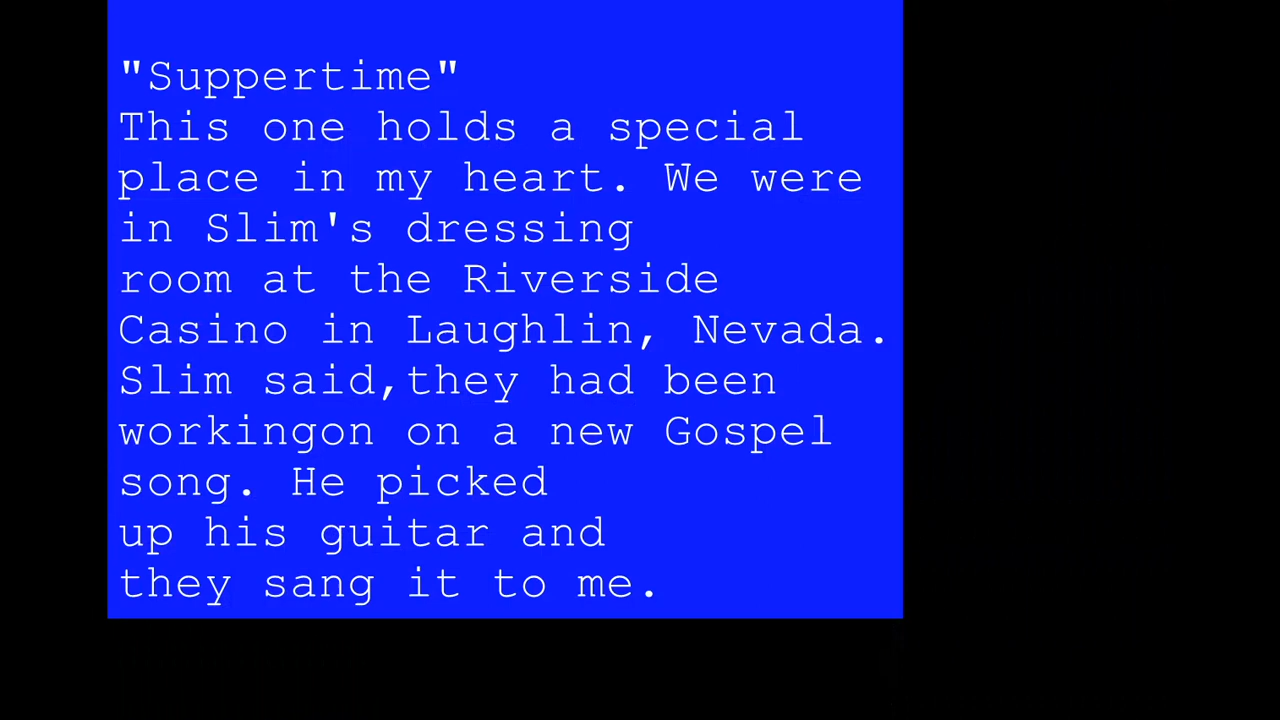 "Suppertime"
This one holds a special
place in my heart. We were
in Slim's dressing
room at the Riverside
Casino in Laughlin, Nevada.
Slim said,they had been
workingon on a new Gospel
song. He picked
up his guitar and
they sang it to me.